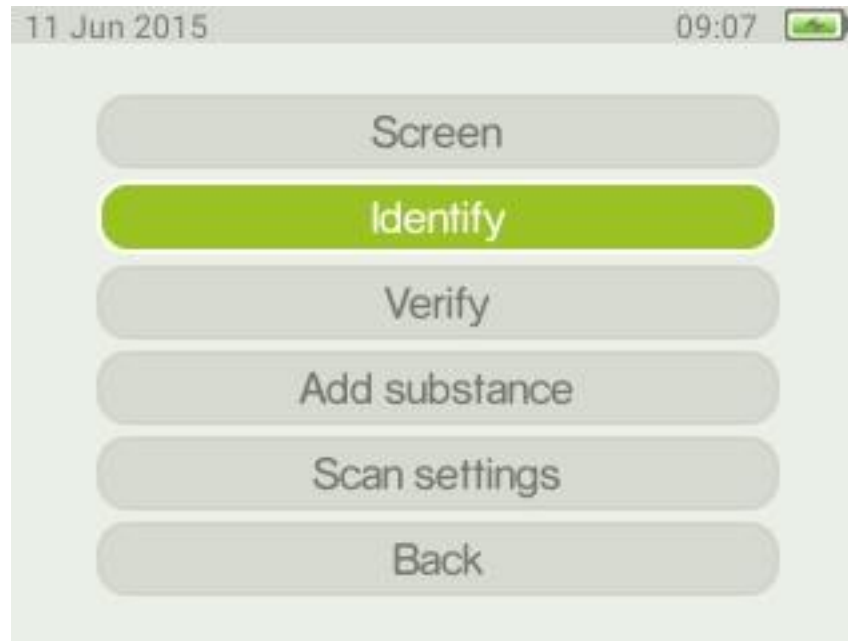 11 Jun 2015 09:07
Screen
Identify
Verify
Add substance
Scan settings
Back